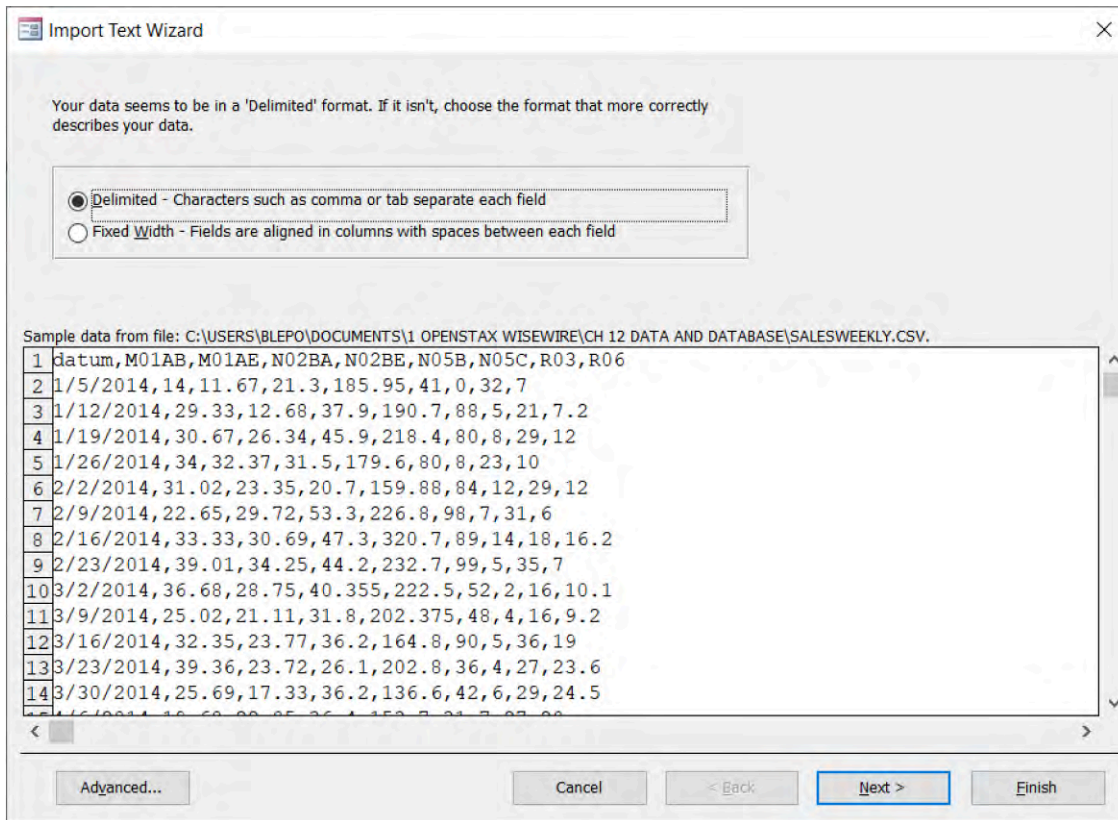 Import Text Wizard
Your data seems to be in a 'Delimited' format. If it isn't, choose the format that more correctly
describes your data.
Delimited - Characters such as comma or tab separate each field
Fixed Width - Fields are aligned in columns with spaces between each field
Sample data from file: C:\USERS\BLEPO\DOCUMENTS\1 OPENSTAX WISEWIRE\CH 12 DATA AND DATABASE\SALESWEEKLY.CSV.
1 datum,M01AB,M01AE,N02BA,N02BE,N05B,N05C,R03,R06
2 1/5/2014,14,11.67,21.3,185.95,41,0,32,7
3 1/12/2014,29.33,12.68,37.9,190.7,88,5,21,7.2
4 1/19/2014,30.67,26.34,45.9,218.4,80,8,29,12
5 1/26/2014,34,32.37,31.5,179.6,80,8,23,10
6 2/2/2014,31.02,23.35,20.7,159.88,84,12,29,12
7 2/9/2014,22.65,29.72,53.3,226.8,98,7,31,6
8 2/16/2014,33.33,30.69,47.3,320.7,89,14,18,16.2
9 2/23/2014,39.01,34.25,44.2,232.7,99,5,35,7
10 3/2/2014,36.68,28.75,40.355,222.5,52,2,16,10.1
11 3/9/2014,25.02,21.11,31.8,202.375,48,4,16,9.2
12 3/16/2014,32.35,23.77,36.2,164.8,90,5,36,19
13 3/23/2014,39.36,23.72,26.1,202.8,36,4,27,23.6
14 3/30/2014,25.69,17.33,36.2,136.6,42,6,29,24.5
Advanced... Cancel < Back Next > Finish